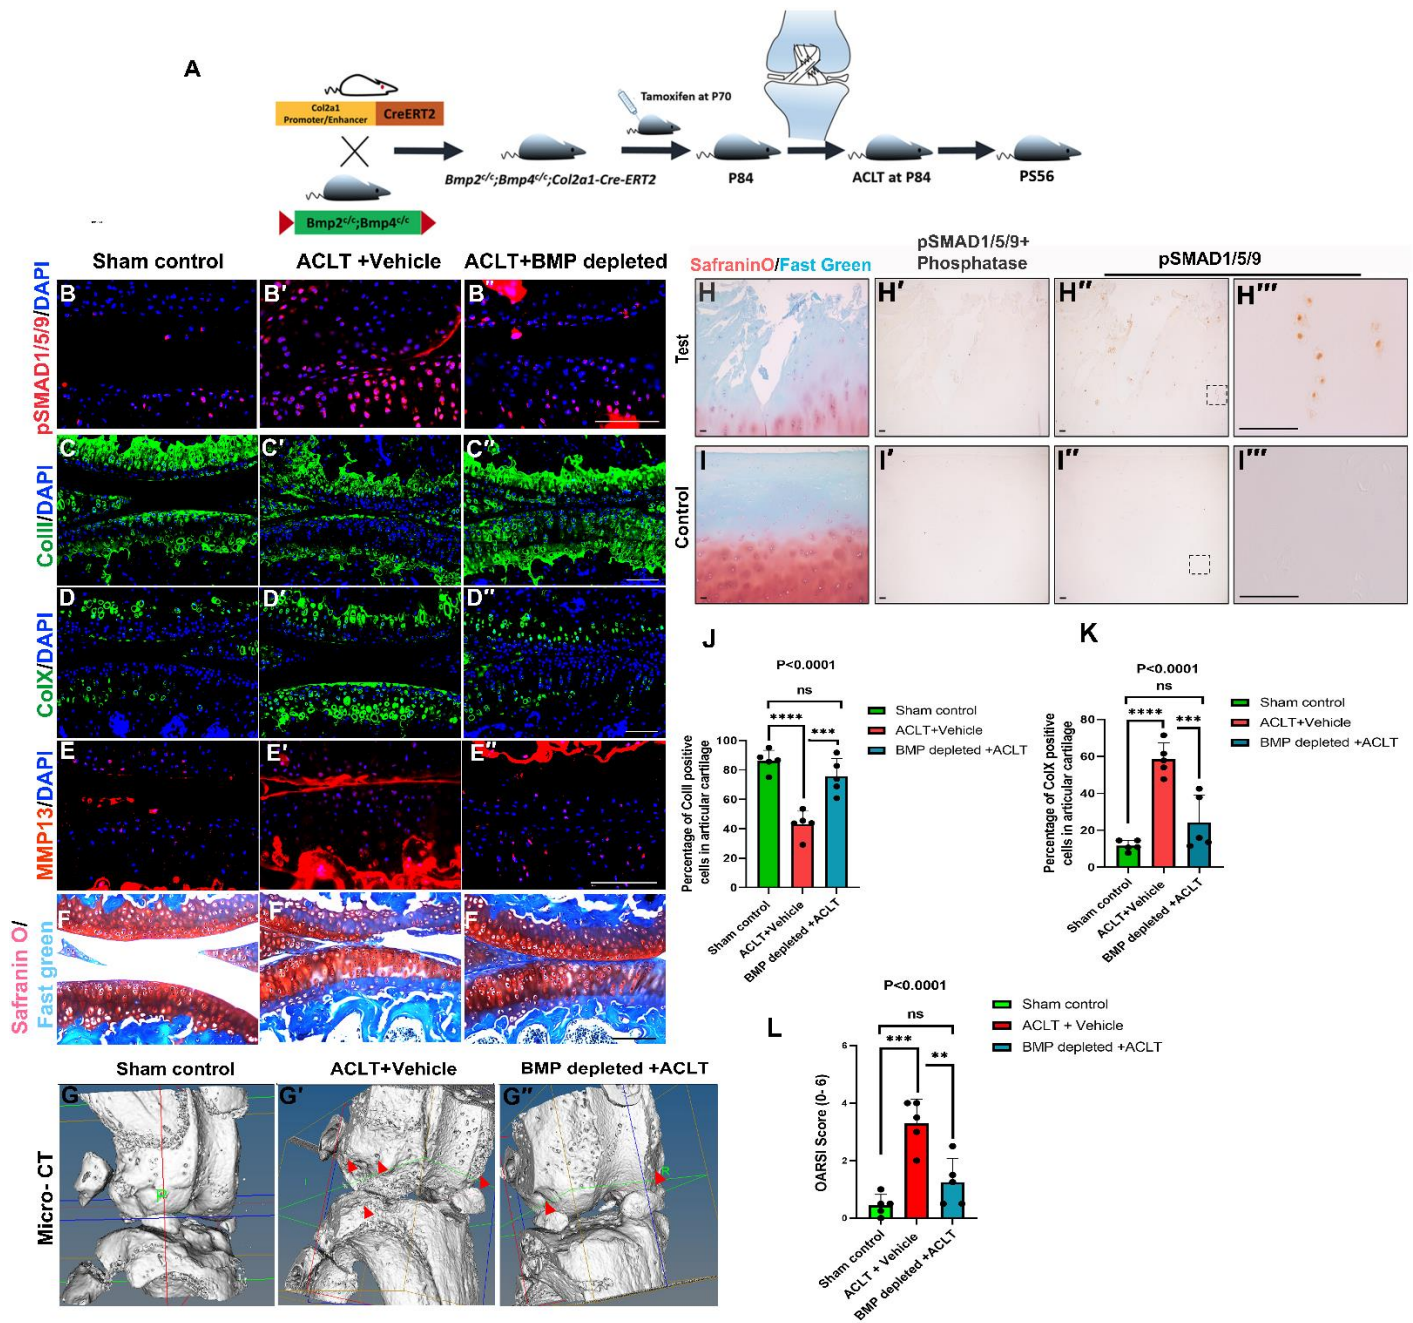 A
Col2a1
Promoter/Enhancer
CreERT2
Tamoxifen at P70
Bmp2c/c;Bmp4c/c;Col2a1-Cre-ERT2
P84
ACLT at P84
PS56
Bmp2c/c;Bmp4c/c
Sham control
ACLT +Vehicle
ACLT+BMP depleted
pSMAD1/5/9/DAPI
B
B′
B″
ColII/DAPI
C
C′
C″
ColX/DAPI
D
D′
D″
MMP13/DAPI
E
E′
E″
Safranin O/
Fast green
F
F′
F″
Sham control
ACLT+Vehicle
BMP depleted +ACLT
Micro- CT
G
G′
G″
R
SafraninO/Fast Green
pSMAD1/5/9+
Phosphatase
pSMAD1/5/9
Test
H
H′
H″
H‴
Control
I
I′
I″
I‴
J
P<0.0001
ns
****
***
Percentage of ColII positive
cells in articular cartilage
100
80
60
40
20
0
Sham control
ACLT+Vehicle
BMP depleted +ACLT
Sham control
ACLT+Vehicle
BMP depleted +ACLT
K
P<0.0001
ns
****
***
Percentage of ColX positive
cells in articular cartilage
80
60
40
20
0
Sham control
ACLT+Vehicle
BMP depleted +ACLT
Sham control
ACLT+Vehicle
BMP depleted +ACLT
L
P<0.0001
ns
***
**
OARSI Score (0- 6)
6
4
2
0
Sham control
ACLT + Vehicle
BMP depleted +ACLT
Sham control
ACLT + Vehicle
BMP depleted +ACLT